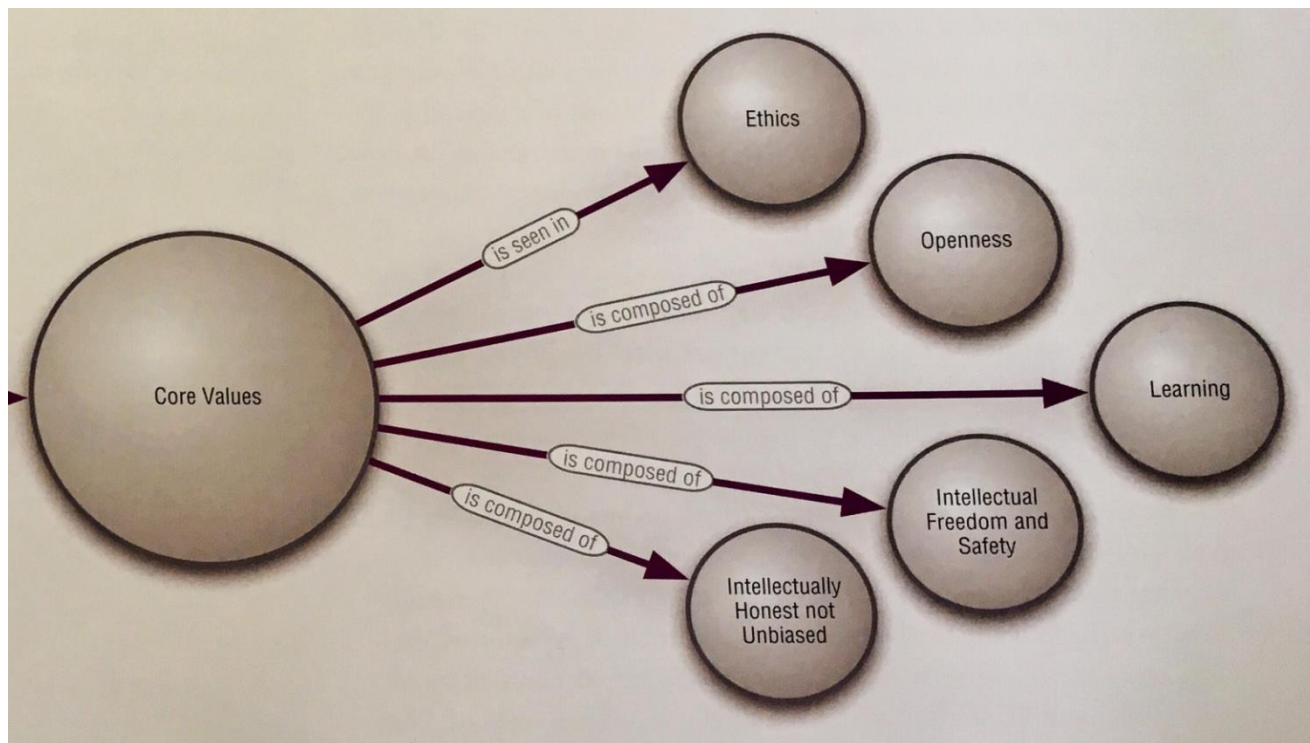 Ethics
is seen in
Openness
is composed of
Core Values
is composed of
Learning
is composed of
Intellectual
Freedom and
Safety
is composed of
Intellectually
Honest not
Unbiased